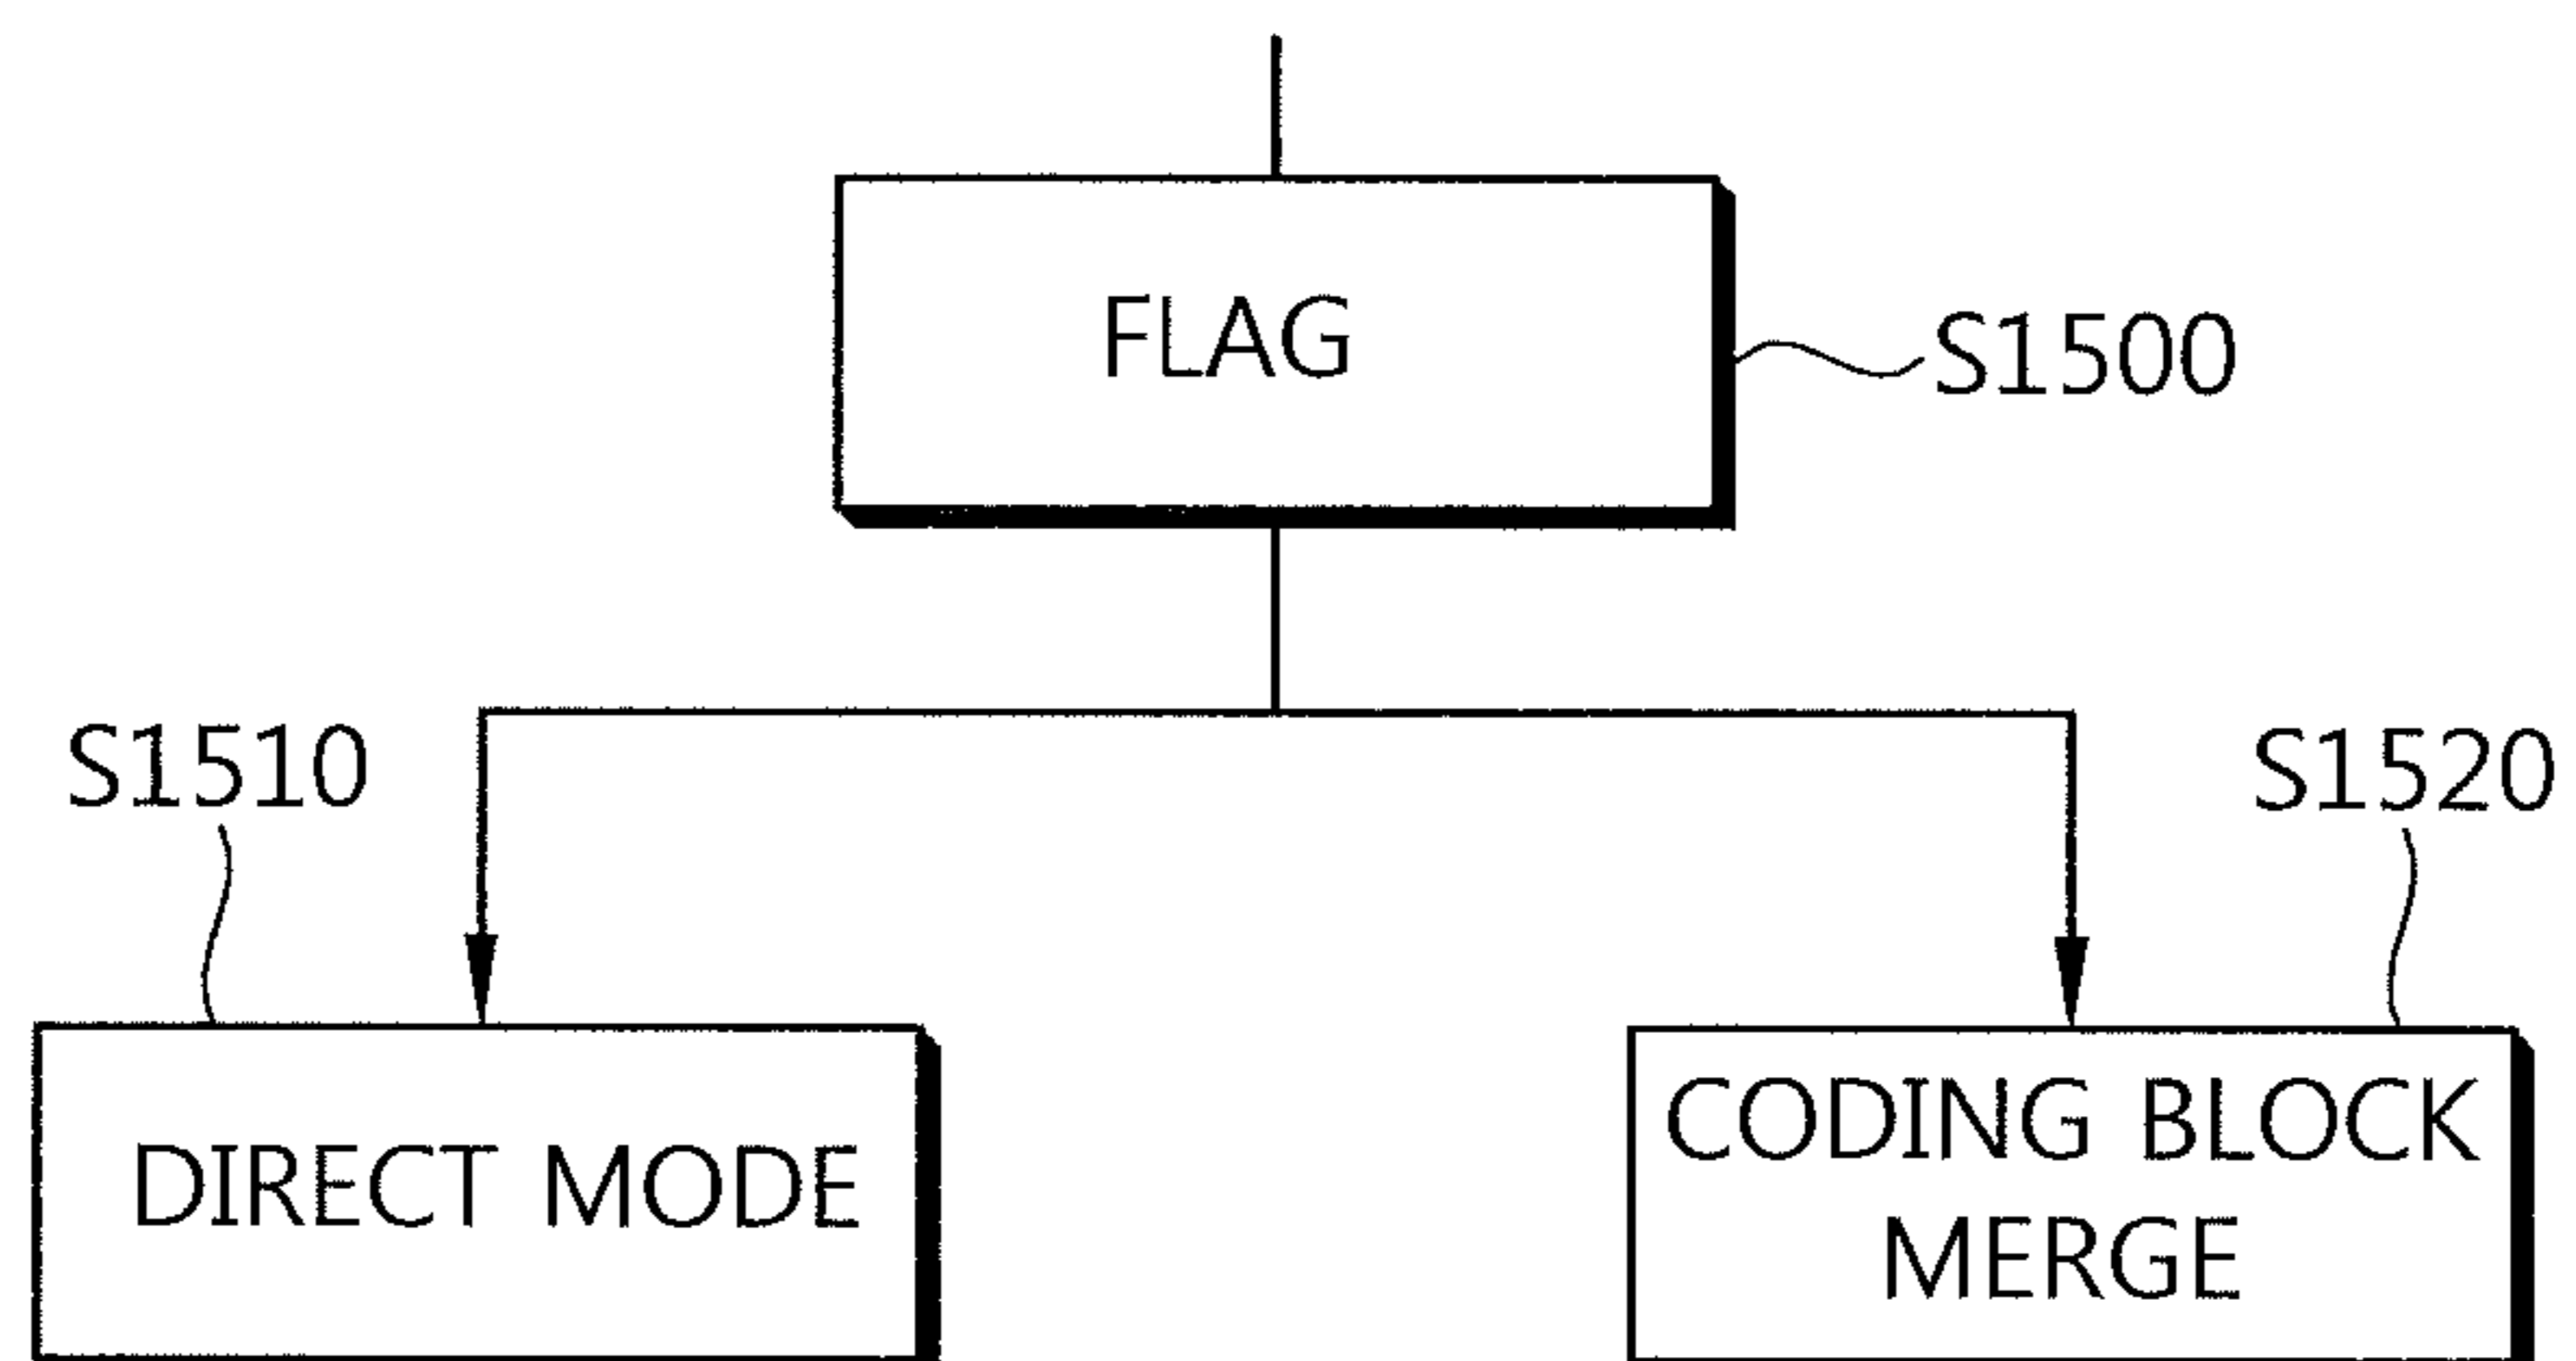 FLAG
S1500
S1510
S1520
DIRECT MODE
CODING BLOCK
MERGE